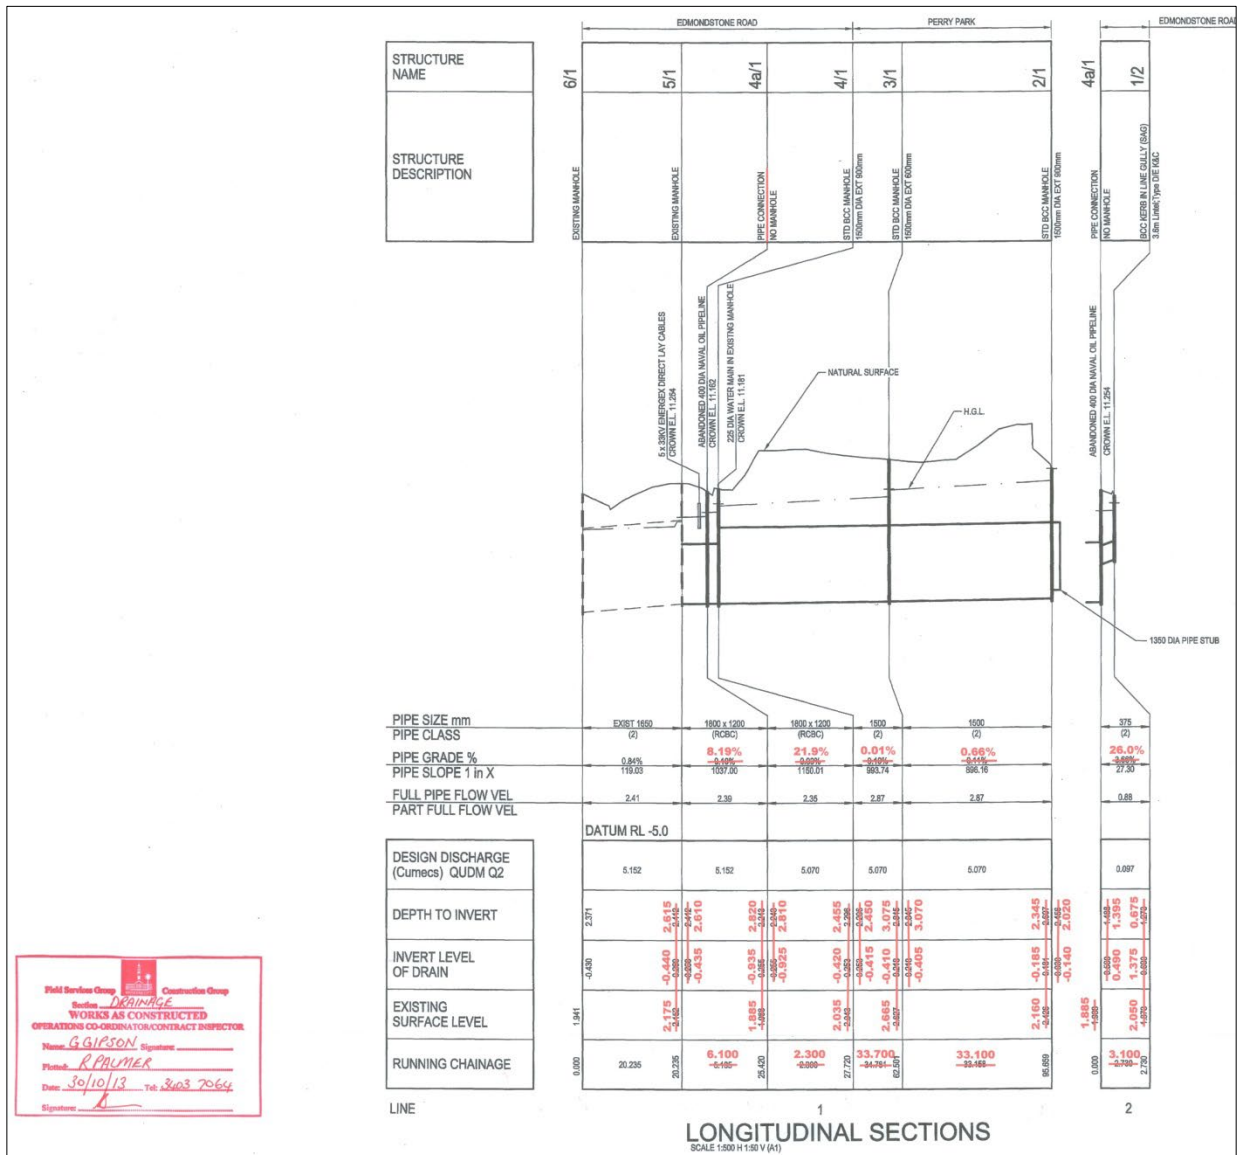 EDMONDSTONE ROAD
PERRY PARK
EDMONDSTONE ROAD
STRUCTURE
NAME
6/1
5/1
4a/1
4/1
3/1
2/1
4a/1
1/2
STRUCTURE
DESCRIPTION
EXISTING MANHOLE
EXISTING MANHOLE
PIPE CONNECTION
NO MANHOLE
STD BCC MANHOLE
1500mm DIA EXT 900mm
STD BCC MANHOLE
1500mm DIA EXT 600mm
STD BCC MANHOLE
1500mm DIA EXT 900mm
PIPE CONNECTION
NO MANHOLE
BCC KERB IN LINE GULLY (SAG)
3.6m Lintel;Type D/E K&C
5 x 33KV ENERGEX DIRECT LAY CABLES
CROWN E.L. 11.254
ABANDONED 400 DIA NAVAL OIL PIPELINE
CROWN E.L. 11.162
225 DIA WATER MAIN IN EXISTNG MANHOLE
CROWN E.L. 11.181
ABANDONED 400 DIA NAVAL OIL PIPELINE
CROWN E.L. 11.254
NATURAL SURFACE
H.G.L.
1350 DIA PIPE STUB
PIPE SIZE mm EXIST 1650 1800 x 1200 1800 x 1200 1500 1500 375
PIPE CLASS (2) (RCBC) (RCBC) (2) (2) (2)
PIPE GRADE % 0.84% 8.19% 21.9% 0.01% 0.66% 26.0%
PIPE SLOPE 1 in X 119.03 1037.00 1150.01 993.74 896.16 27.30
FULL PIPE FLOW VEL 2.41 2.39 2.35 2.87 2.87 0.88
PART FULL FLOW VEL
DATUM RL -5.0
DESIGN DISCHARGE
(Cumecs) QUDM Q2 5.152 5.152 5.070 5.070 5.070 0.097
DEPTH TO INVERT 2.371 2.615 2.610 2.820 2.810 2.455 2.450 3.075 3.070 2.345 2.020 1.395 0.675
INVERT LEVEL
OF DRAIN -0.430 -0.440 -0.435 -0.935 -0.925 -0.420 -0.415 -0.410 -0.405 -0.185 -0.140 0.490 1.375
EXISTING
SURFACE LEVEL 1.941 2.175 1.885 2.035 2.665 2.160 1.885 2.050
RUNNING CHAINAGE 0.000 20.235 20.235 6.100 25.420 2.300 27.720 33.700 62.501 33.100 95.659 0.000 3.100 2.730
LINE 1 2
LONGITUDINAL SECTIONS
SCALE 1:500 H 1:50 V (A1)
Field Services Group Construction Group
Section DRAINAGE
WORKS AS CONSTRUCTED
OPERATIONS CO-ORDINATOR/CONTRACT INSPECTOR
Name: G GIPSON Signature:
Plotted: R PALMER
Date: 30/10/13 Tel: 3403 7064
Signature: